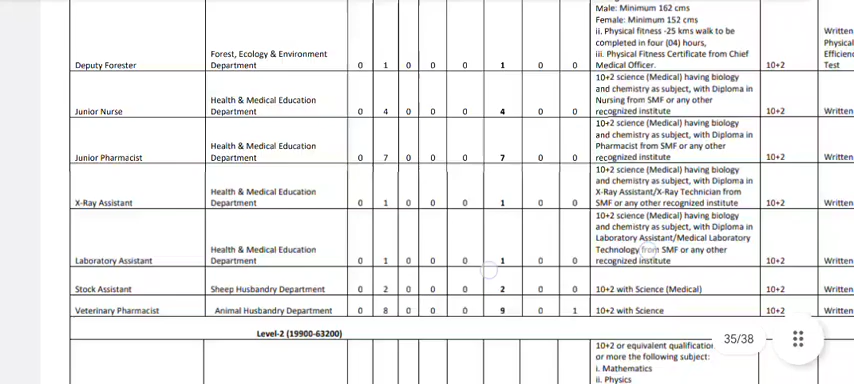 Male: Minimum 162 cms
Female: Minimum 152 cms
ii. Physical fitness -25 kms walk to be
completed in four (04) hours,
iii. Physical Fitness Certificate from Chief
Medical Officer.
Written
Physical
Efficienc
Test
Deputy Forester Forest, Ecology & Environment
Department 0 1 0 0 0 1 0 0 10+2
10+2 science (Medical) having biology
and chemistry as subject, with Diploma in
Nursing from SMF or any other
recognized institute
Junior Nurse Health & Medical Education
Department 0 4 0 0 0 4 0 0 10+2 Written
10+2 science (Medical) having biology
and chemistry as subject, with Diploma in
Pharmacist from SMF or any other
recognized institute
Junior Pharmacist Health & Medical Education
Department 0 7 0 0 0 7 0 0 10+2 Written
10+2 science (Medical) having biology
and chemistry as subject, with Diploma in
X-Ray Assistant/X-Ray Technician from
SMF or any other recognized institute
X-Ray Assistant Health & Medical Education
Department 0 1 0 0 0 1 0 0 10+2 Written
10+2 science (Medical) having biology
and chemistry as subject, with Diploma in
Laboratory Assistant/Medical Laboratory
Technology from SMF or any other
recognized institute
Laboratory Assistant Health & Medical Education
Department 0 1 0 0 0 1 0 0 10+2 Written
Stock Assistant Sheep Husbandry Department 0 2 0 0 0 2 0 0 10+2 with Science (Medical) 10+2 Written
Veterinary Pharmacist Animal Husbandry Department 0 8 0 0 0 9 0 1 10+2 with Science 10+2 Written
Level-2 (19900-63200)
35/38
10+2 or equivalent qualification
or more the following subject:
i. Mathematics
ii. Physics